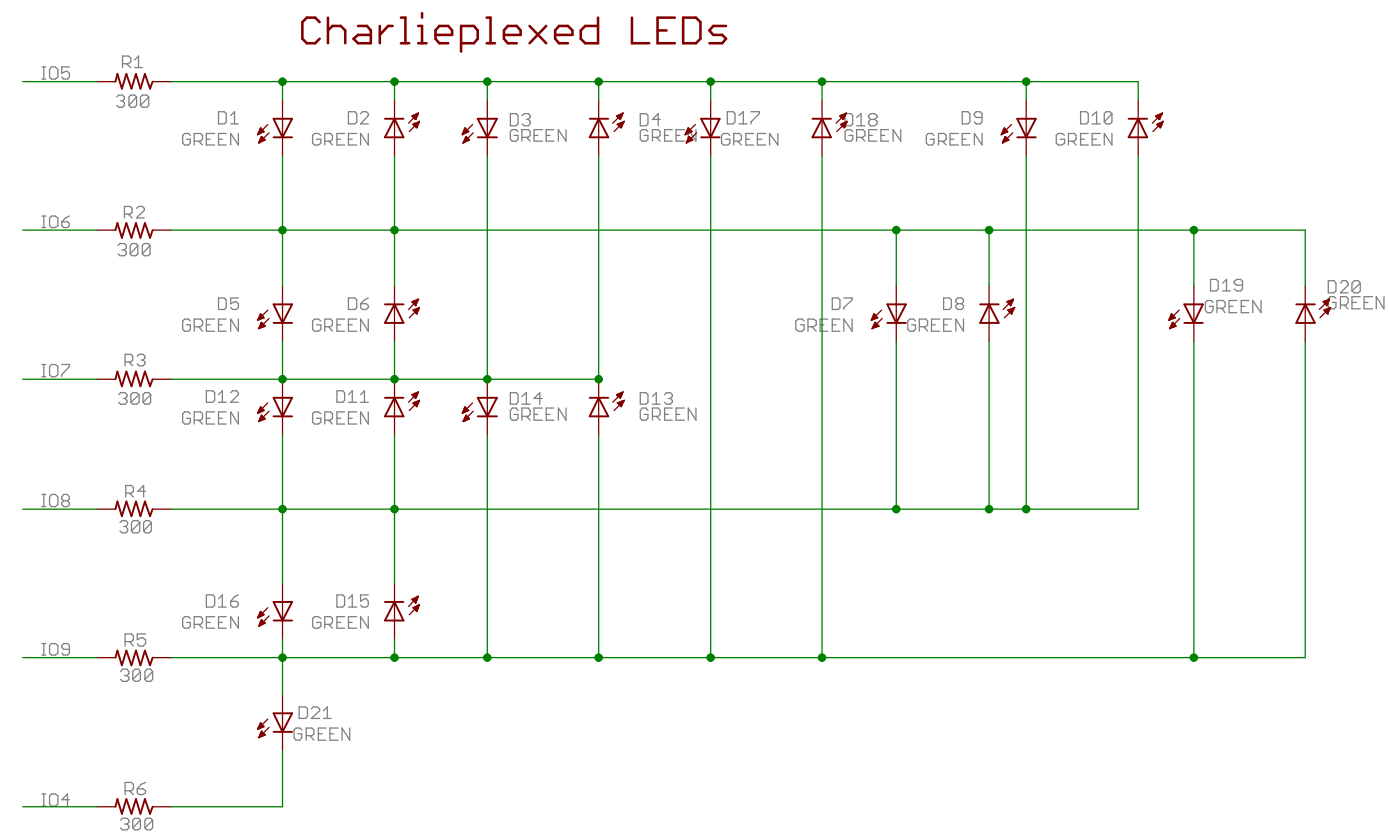 Charlieplexed LEDs
IO5
R1
300
D1
GREEN
D2
GREEN
D3
GREEN
D4
GREEN
D17
GREEN
D18
GREEN
D9
GREEN
D10
GREEN
IO6
R2
300
D5
GREEN
D6
GREEN
D7
GREEN
D8
GREEN
D19
GREEN
D20
GREEN
IO7
R3
300
D12
GREEN
D11
GREEN
D14
GREEN
D13
GREEN
IO8
R4
300
D16
GREEN
D15
GREEN
IO9
R5
300
D21
GREEN
IO4
R6
300